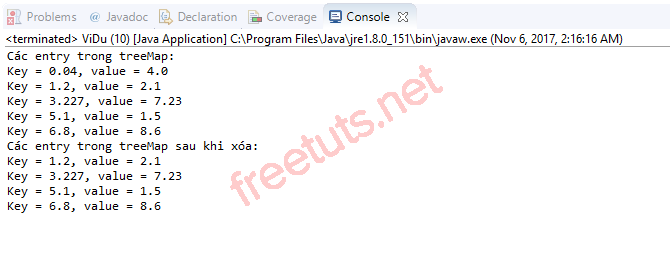 Problems @ Javadoc Declaration Coverage Console
<terminated> ViDu (10) [Java Application] C:\Program Files\Java\jre1.8.0_151\bin\javaw.exe (Nov 6, 2017, 2:16:16 AM)
Các entry trong treeMap:
Key = 0.04, value = 4.0
Key = 1.2, value = 2.1
Key = 3.227, value = 7.23
Key = 5.1, value = 1.5
Key = 6.8, value = 8.6
Các entry trong treeMap sau khi xóa:
Key = 1.2, value = 2.1
Key = 3.227, value = 7.23
Key = 5.1, value = 1.5
Key = 6.8, value = 8.6
freetuts.net